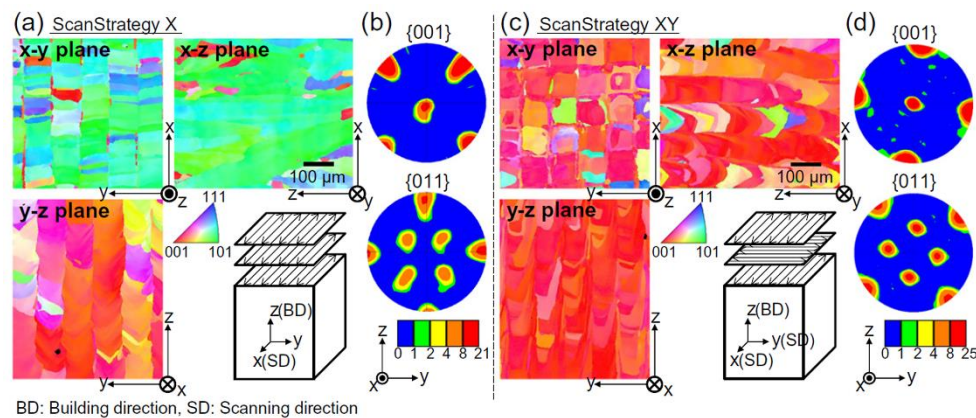 (a) ScanStrategy X
x-y plane
x-z plane
x
y
z
100 μm
x
z
y
y-z plane
111
001 101
z
y
x
z(BD)
y
x(SD)
(b)
{001}
{011}
0 1 2 4 8 21
z
x
y
(c) ScanStrategy XY
x-y plane
x-z plane
x
y
z
100 μm
x
z
y
y-z plane
111
001 101
z
y
x
z(BD)
y(SD)
x(SD)
(d)
{001}
{011}
0 1 2 4 8 25
z
x
y
BD: Building direction, SD: Scanning direction